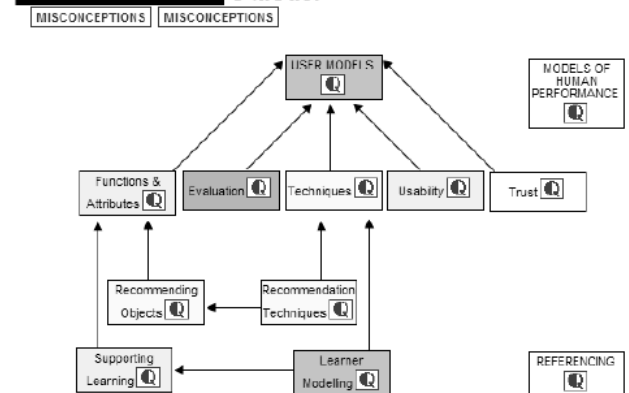 MISCONCEPTIONS MISCONCEPTIONS
USER MODELS
MODELS OF
HUMAN
PERFORMANCE
Functions &
Attributes
Evaluation
Techniques
Usability
Trust
Recommending
Objects
Recommendation
Techniques
Supporting
Learning
Learner
Modelling
REFERENCING